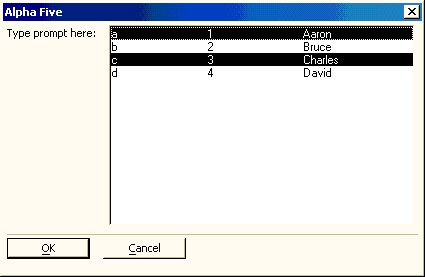 Alpha Five
Type prompt here:
a 1 Aaron
b 2 Bruce
c 3 Charles
d 4 David
OK Cancel